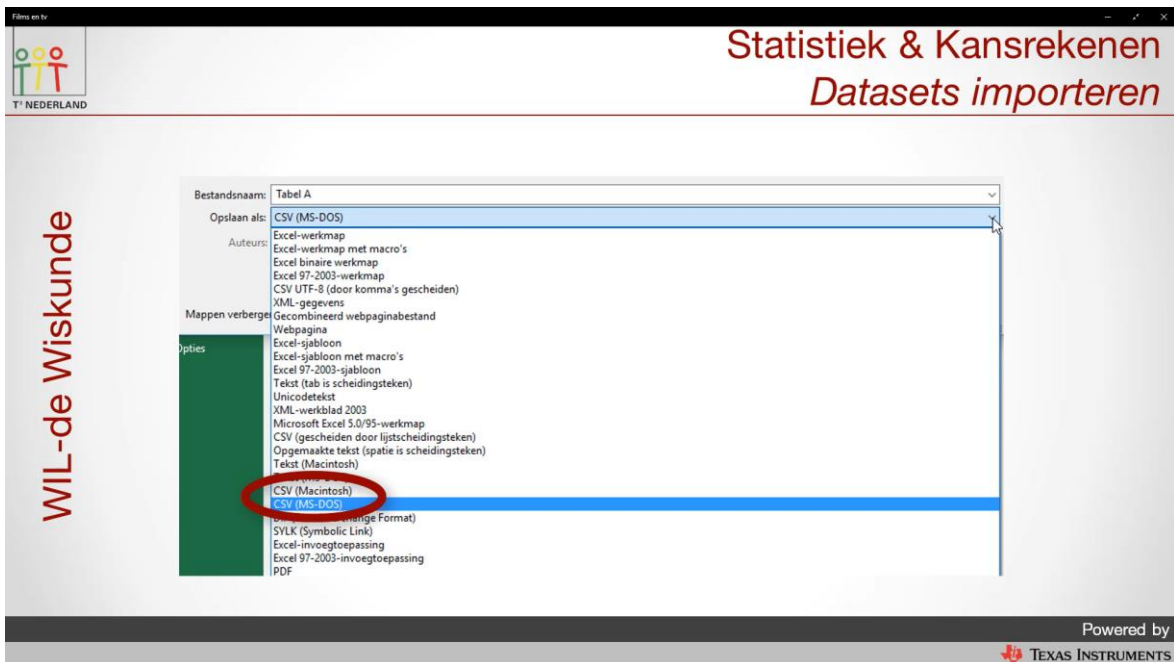 Films en tv
T³ NEDERLAND
Statistiek & Kansrekenen
Datasets importeren
WIL-de Wiskunde
Bestandsnaam: Tabel A
Opslaan als: CSV (MS-DOS)
Auteurs:
Excel-werkmap
Excel-werkmap met macro's
Excel binaire werkmap
Excel 97-2003-werkmap
CSV UTF-8 (door komma's gescheiden)
XML-gegevens
Mappen verberge
Gecombineerd webpaginabestand
Webpagina
Opties
Excel-sjabloon
Excel-sjabloon met macro's
Excel 97-2003-sjabloon
Tekst (tab is scheidingsteken)
Unicodetekst
XML-werkblad 2003
Microsoft Excel 5.0/95-werkmap
CSV (gescheiden door lijstscheidingsteken)
Opgemaakte tekst (spatie is scheidingsteken)
Tekst (Macintosh)
CSV (Macintosh)
CSV (MS-DOS)
Format)
SYLK (Symbolic Link)
Excel-invoegtoepassing
Excel 97-2003-invoegtoepassing
PDF
Powered by
TEXAS INSTRUMENTS